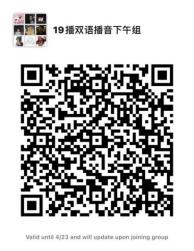 19播双语播音下午组
Valid until 4/23 and will update upon joining group